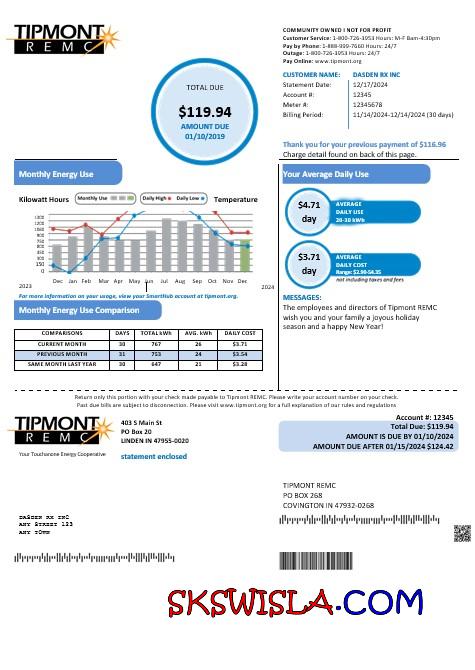 TIPMONT
REMC
COMMUNITY OWNED I NOT FOR PROFIT
Customer Service: 1-800-726-3953 Hours: M-F 8am-4:30pm
Pay by Phone: 1-888-999-7660 Hours: 24/7
Outage: 1-800-726-3953 Hours: 24/7
Pay Online: www.tipmont.org
TOTAL DUE
$119.94
AMOUNT DUE
01/10/2019
CUSTOMER NAME: DASDEN RX INC
Statement Date: 12/17/2024
Account #: 12345
Meter #: 12345678
Billing Period: 11/14/2024-12/14/2024 (30 days)
Thank you for your previous payment of $116.96
Charge detail found on back of this page.
Monthly Energy Use
Kilowatt Hours Monthly Use Daily High Daily Low Temperature
1300
1200
1050
900
750
600
450
300
150
0
Dec Jan Feb Mar Apr May Jun Jul Aug Sep Oct Nov Dec
2023 2024
For more information on your usage, view your SmartHub account at tipmont.org.
Your Average Daily Use
$4.71
day
AVERAGE
DAILY USE
26-30 kWh
$3.71
day
AVERAGE
DAILY COST
Range: $2.99-$4.35
not including taxes and fees
MESSAGES:
The employees and directors of Tipmont REMC
wish you and your family a joyous holiday
season and a happy New Year!
Monthly Energy Use Comparison
COMPARISONS DAYS TOTAL kWh AVG. kWh DAILY COST
CURRENT MONTH 30 767 26 $3.71
PREVIOUS MONTH 31 753 24 $3.54
SAME MONTH LAST YEAR 30 647 21 $3.28
Return only this portion with your check made payable to Tipmont REMC. Please write your account number on your check.
Past due bills are subject to disconnection. Please visit www.tipmont.org for a full explanation of our rules and regulations
TIPMONT
REMC
Your Touchstone Energy Cooperative
403 S Main St
PO Box 20
LINDEN IN 47955-0020
statement enclosed
Account #: 12345
Total Due: $119.94
AMOUNT IS DUE BY 01/10/2024
AMOUNT DUE AFTER 01/15/2024 $124.42
TIPMONT REMC
PO BOX 268
COVINGTON IN 47932-0268
DASDEN RX INC
ANY STREET 123
ANY TOWN
SKSWISLA.COM